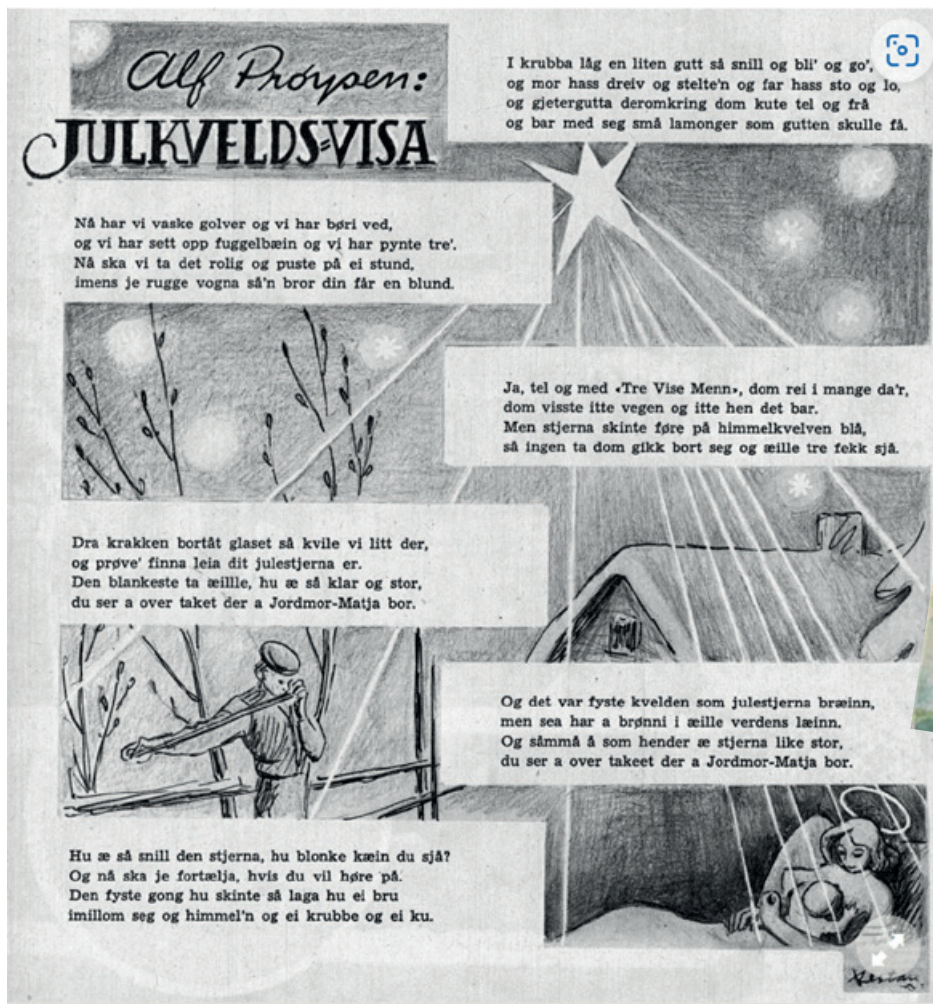 Alf Prøysen:
JULKVELDS-VISA
Nå har vi vaske golver og vi har børi ved,
og vi har sett opp fuggelbæin og vi har pynte tre'.
Nå ska vi ta det rolig og puste på ei stund,
imens je rugge vogna så'n bror din får en blund.
Dra krakken bortåt glaset så kvile vi litt der,
og prøve' finna leia dit julestjerna er.
Den blankeste ta æillle, hu æ så klar og stor,
du ser a over taket der a Jordmor-Matja bor.
Hu æ så snill den stjerna, hu blonke kæin du sjå?
Og nå ska je fortælja, hvis du vil høre på.
Den fyste gong hu skinte så laga hu ei bru
imillom seg og himmel'n og ei krubbe og ei ku.
I krubba låg en liten gutt så snill og bli' og go',
og mor hass dreiv og stelte'n og far hass sto og lo,
og gjetergutta deromkring dom kute tel og frå
og bar med seg små lamonger som gutten skulle få.
Ja, tel og med «Tre Vise Menn», dom rei i mange da'r,
dom visste itte vegen og itte hen det bar.
Men stjerna skinte føre på himmelkvelven blå,
så ingen ta dom gikk bort seg og æille tre fekk sjå.
Og det var fyste kvelden som julestjerna bræinn,
men sea har a brønni i æille verdens læinn.
Og såmmå å som hender æ stjerna like stor,
du ser a over takeet der a Jordmor-Matja bor.